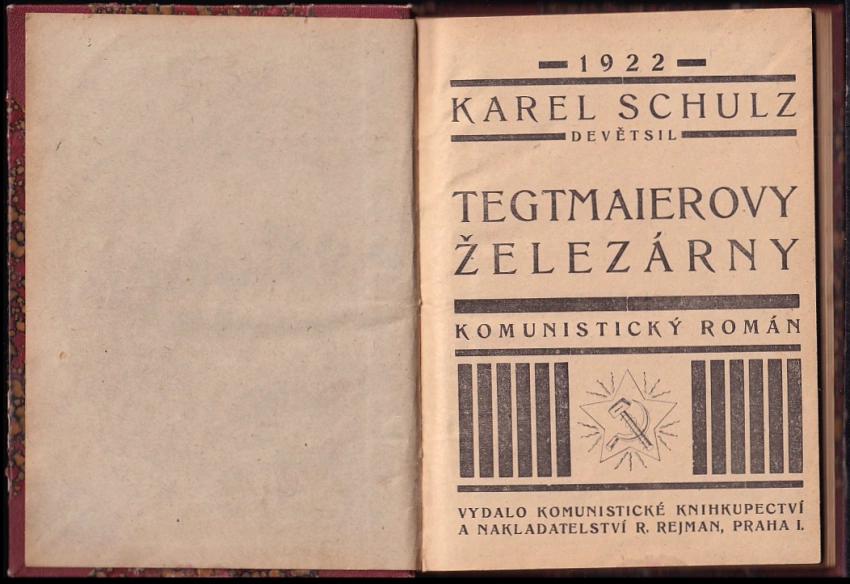 1922
KAREL SCHULZ
DEVĚTSIL
TEGTMAIEROVY
ŽELEZÁRNY
KOMUNISTICKÝ ROMÁN
VYDALO KOMUNISTICKÉ KNIHKUPECTVÍ
A NAKLADATELSTVÍ R. REJMAN, PRAHA I.